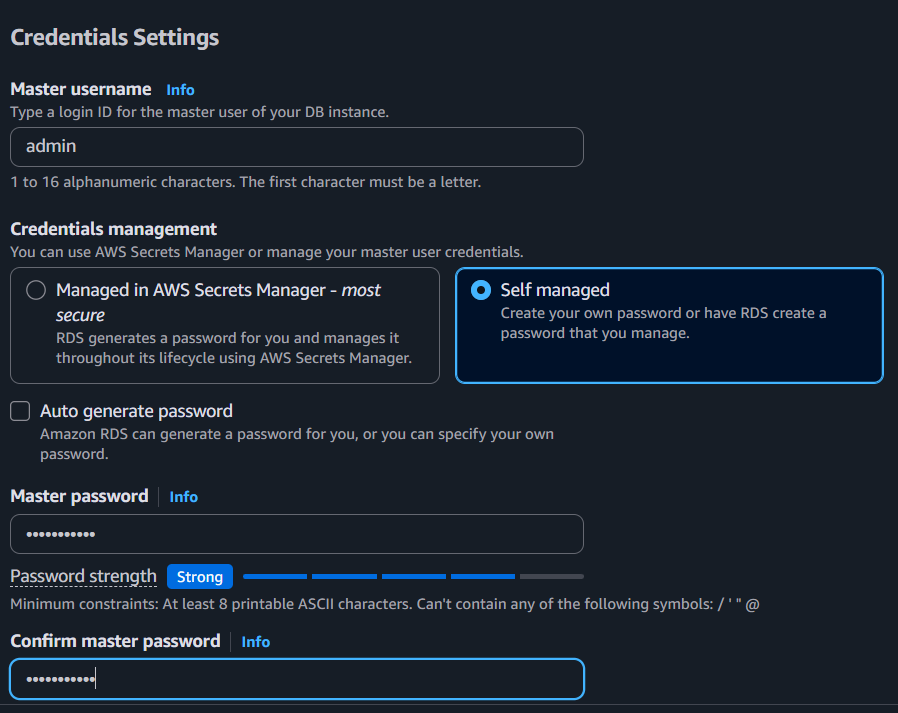 Credentials Settings
Master username Info
Type a login ID for the master user of your DB instance.
admin
1 to 16 alphanumeric characters. The first character must be a letter.
Credentials management
You can use AWS Secrets Manager or manage your master user credentials.
Managed in AWS Secrets Manager - most
secure
RDS generates a password for you and manages it
throughout its lifecycle using AWS Secrets Manager.
Self managed
Create your own password or have RDS create a
password that you manage.
Auto generate password
Amazon RDS can generate a password for you, or you can specify your own
password.
Master password Info
•••••••••••
Password strength Strong
Minimum constraints: At least 8 printable ASCII characters. Can't contain any of the following symbols: / ' " @
Confirm master password Info
•••••••••••